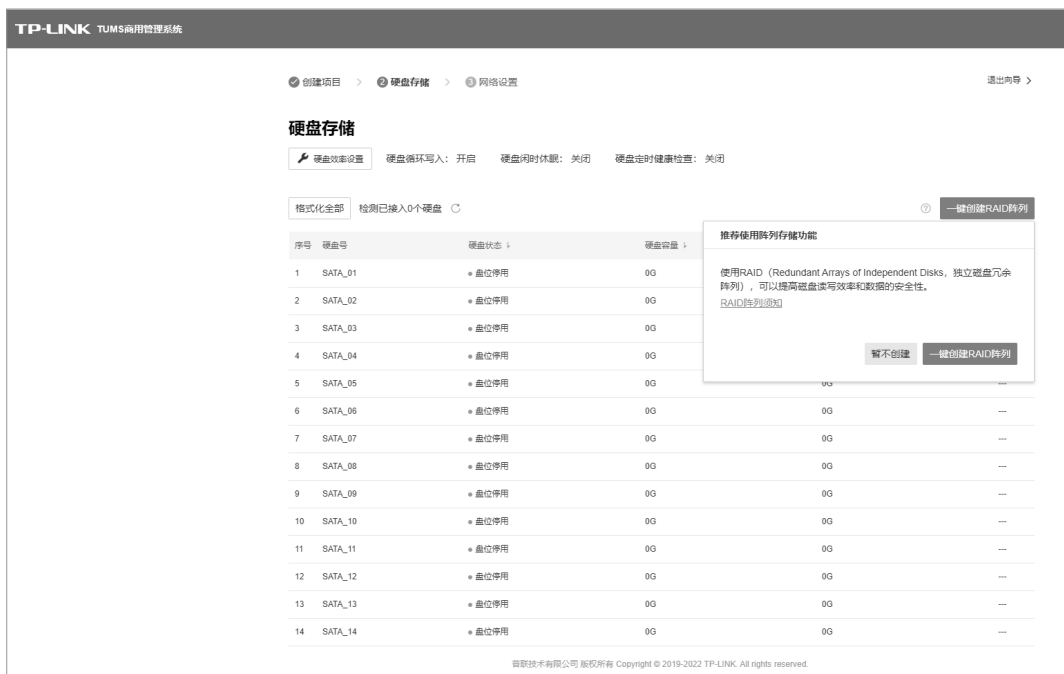 TP-LINK TUMS商用管理系统
创建项目 > 2 硬盘存储 > 3 网络设置 退出向导 >
硬盘存储
硬盘效率设置 硬盘循环写入： 开启 硬盘闲时休眠： 关闭 硬盘定时健康检查： 关闭
格式化全部 检测已接入0个硬盘 ? 一键创建RAID阵列
序号 硬盘号 硬盘状态 硬盘容量
推荐使用阵列存储功能
使用RAID（Redundant Arrays of Independent Disks，独立磁盘冗余
阵列），可以提高磁盘读写效率和数据的安全性。
RAID阵列须知
暂不创建 一键创建RAID阵列
1 SATA_01 盘位停用 0G
2 SATA_02 盘位停用 0G
3 SATA_03 盘位停用 0G
4 SATA_04 盘位停用 0G
5 SATA_05 盘位停用 0G 0G ---
6 SATA_06 盘位停用 0G 0G ---
7 SATA_07 盘位停用 0G 0G ---
8 SATA_08 盘位停用 0G 0G ---
9 SATA_09 盘位停用 0G 0G ---
10 SATA_10 盘位停用 0G 0G ---
11 SATA_11 盘位停用 0G 0G ---
12 SATA_12 盘位停用 0G 0G ---
13 SATA_13 盘位停用 0G 0G ---
14 SATA_14 盘位停用 0G 0G ---
普联技术有限公司 版权所有 Copyright © 2019-2022 TP-LINK. All rights reserved.